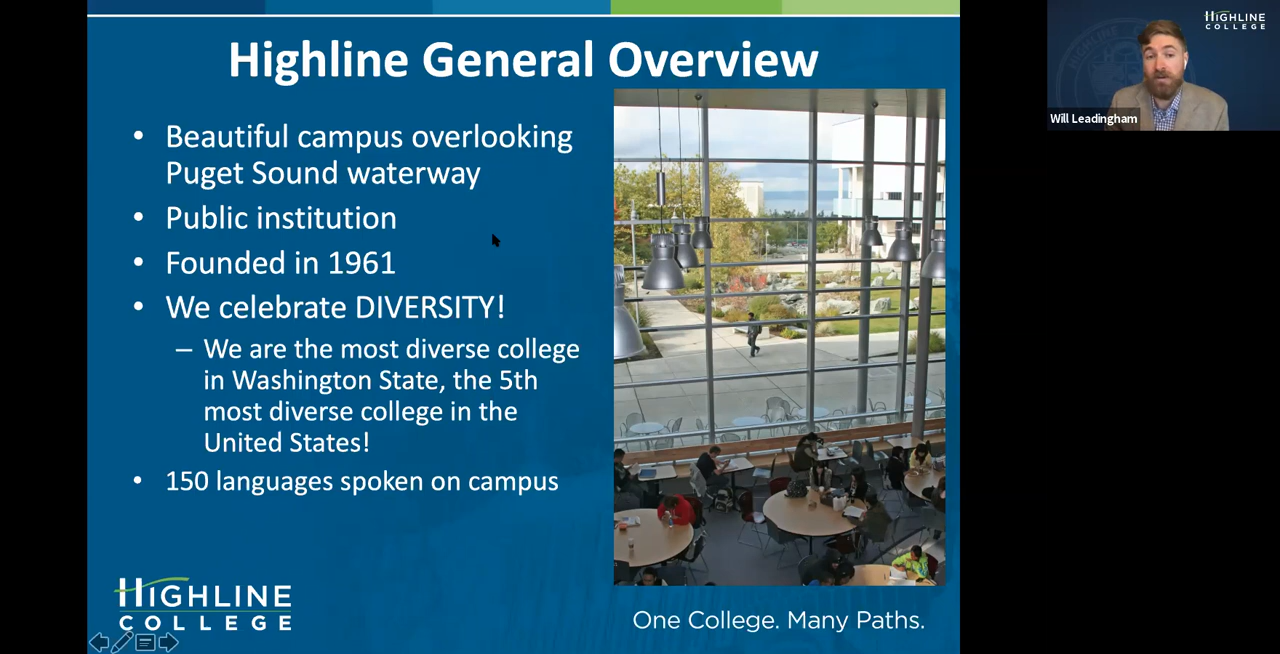 Highline General Overview
• Beautiful campus overlooking
Puget Sound waterway
• Public institution
• Founded in 1961
• We celebrate DIVERSITY!
– We are the most diverse college
in Washington State, the 5th
most diverse college in the
United States!
• 150 languages spoken on campus
HIGHLINE
COLLEGE
One College. Many Paths.
HIGHLINE
COLLEGE
HIGHLINE
Will Leadingham